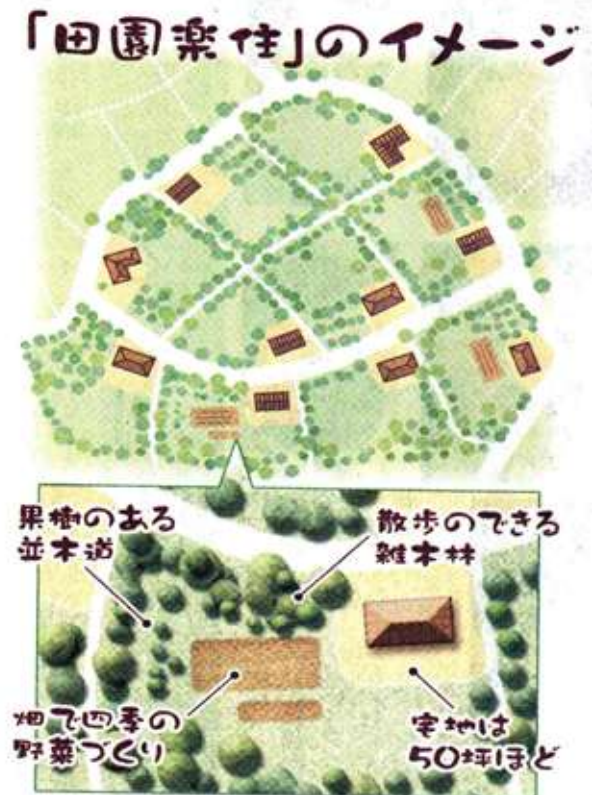 「田園楽住」のイメージ
果樹のある
並木道
散歩のできる
雑木林
畑で四季の
野菜づくり
宅地は
50坪ほど